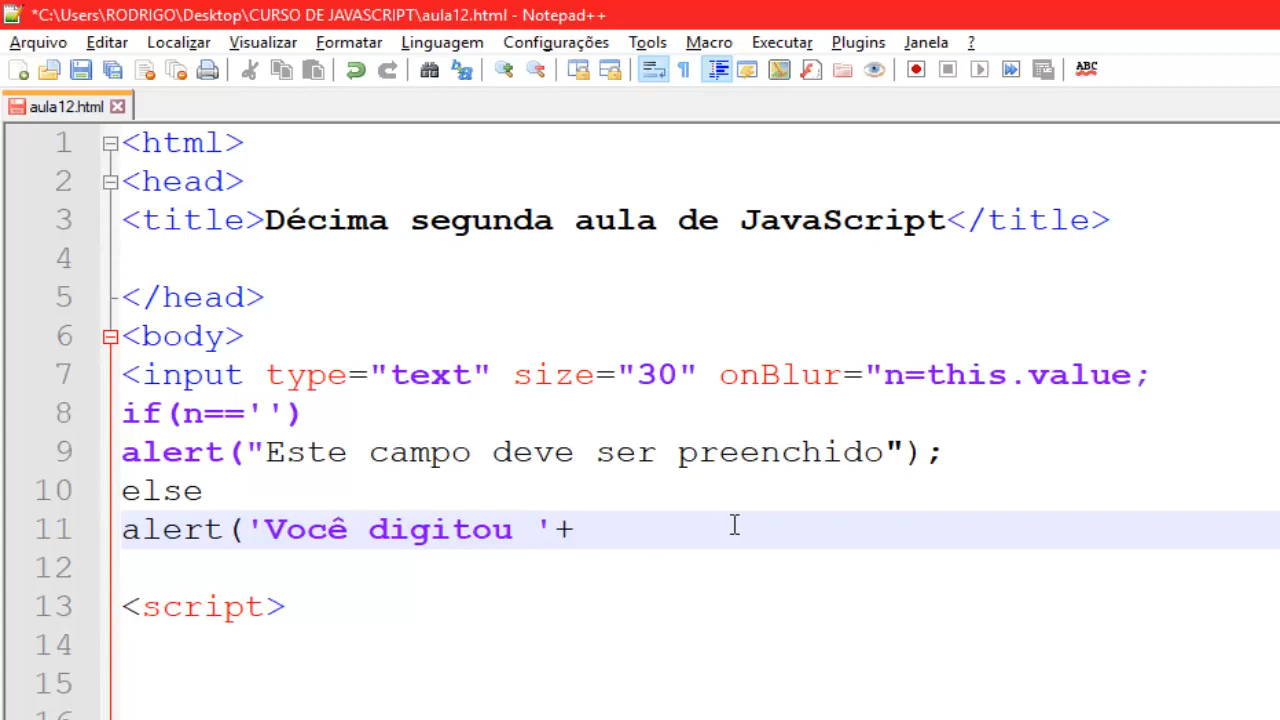 *C:\Users\RODRIGO\Desktop\CURSO DE JAVASCRIPT\aula12.html - Notepad++
Arquivo Editar Localizar Visualizar Formatar Linguagem Configurações Tools Macro Executar Plugins Janela ?
ABC
aula12.html
1 <html>
2 <head>
3 <title>Décima segunda aula de JavaScript</title>
4
5 </head>
6 <body>
7 <input type="text" size="30" onBlur="n=this.value;
8 if(n=='')
9 alert("Este campo deve ser preenchido");
10 else
11 alert('Você digitou '+
12
13 <script>
14
15
16